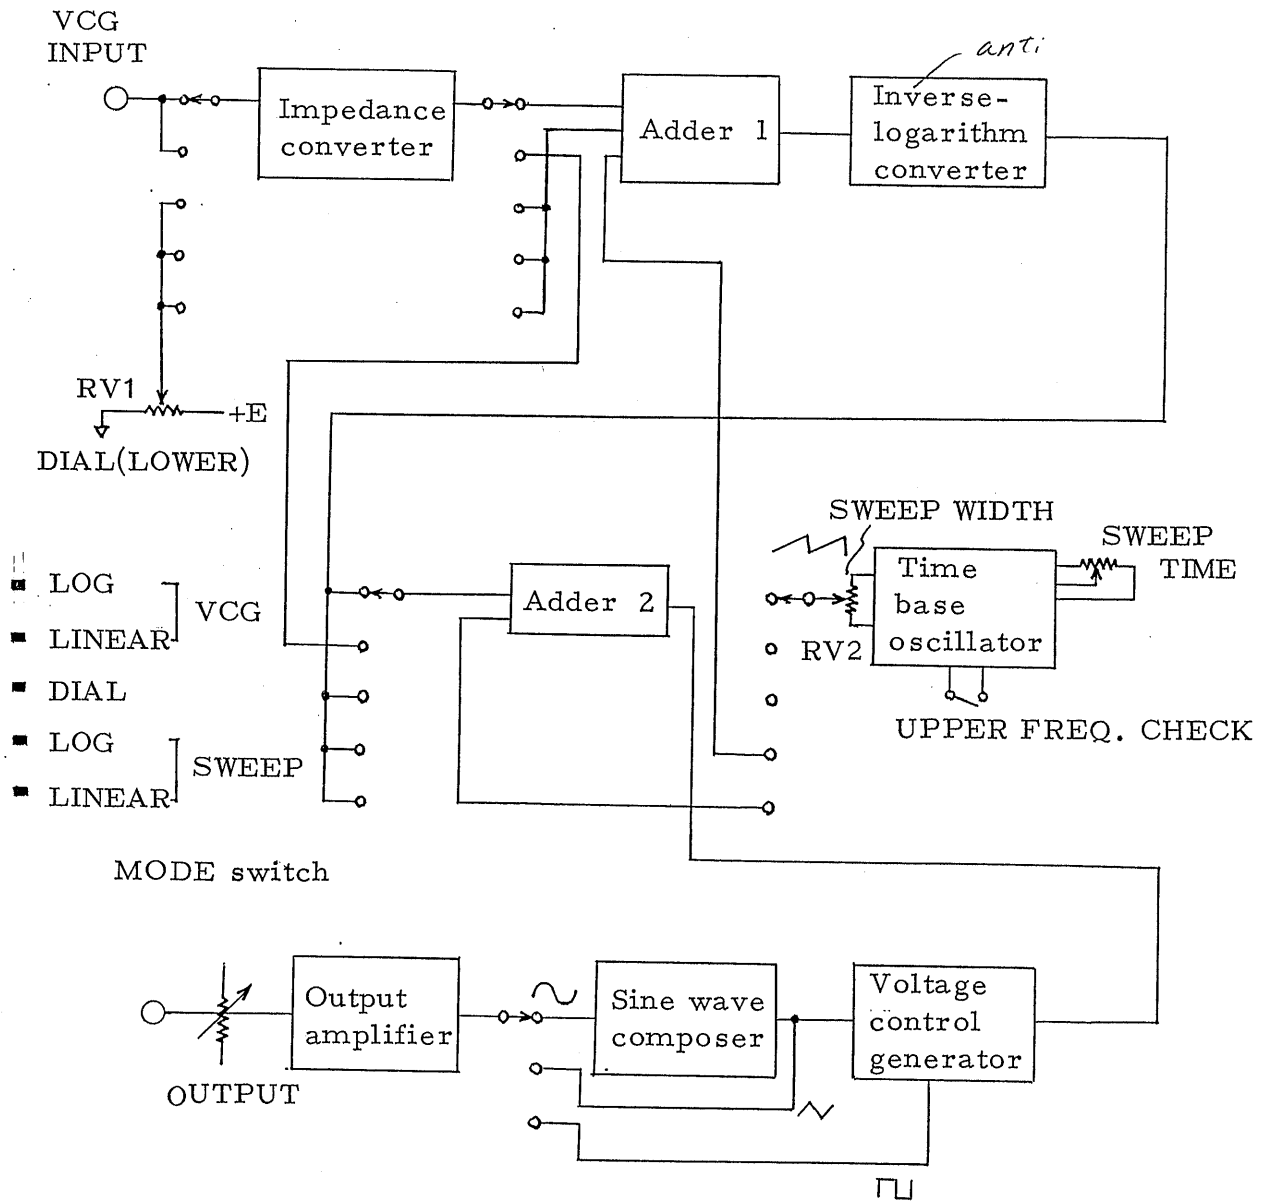 VCG
INPUT
anti
Impedance
converter
Adder 1
Inverse-
logarithm
converter
RV1
+E
DIAL(LOWER)
SWEEP WIDTH
SWEEP
TIME
LOG
LINEAR
VCG
DIAL
LOG
LINEAR
SWEEP
Adder 2
Time
base
oscillator
RV2
UPPER FREQ. CHECK
MODE switch
Output
amplifier
OUTPUT
Sine wave
composer
Voltage
control
generator